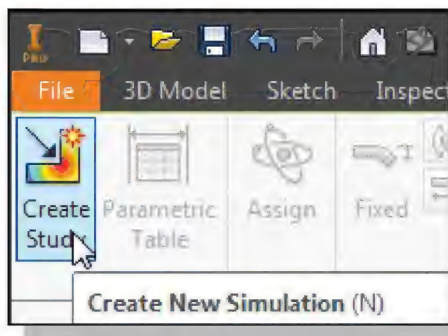 PRO
File 3D Model Sketch Inspect
Create Study Parametric Table Assign Fixed
Create New Simulation (N)